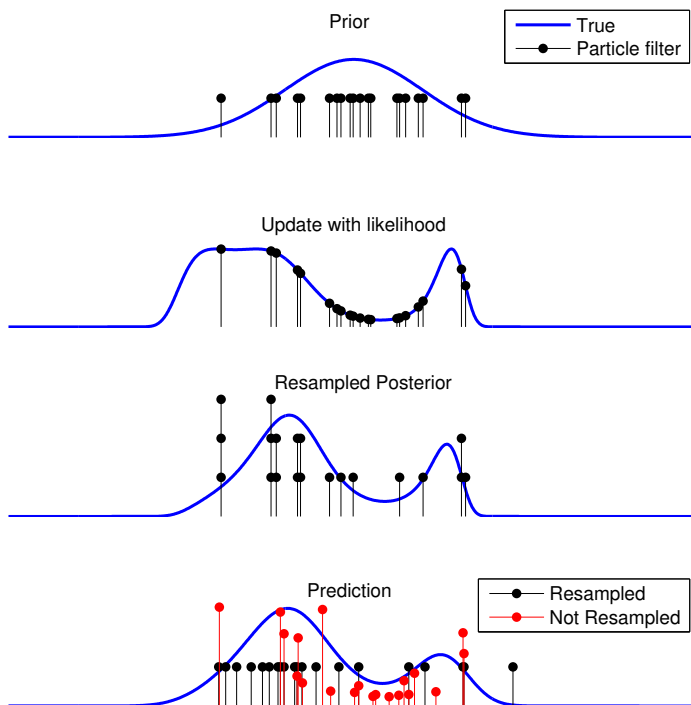 Prior
True
Particle filter
Update with likelihood
Resampled Posterior
Prediction
Resampled
Not Resampled